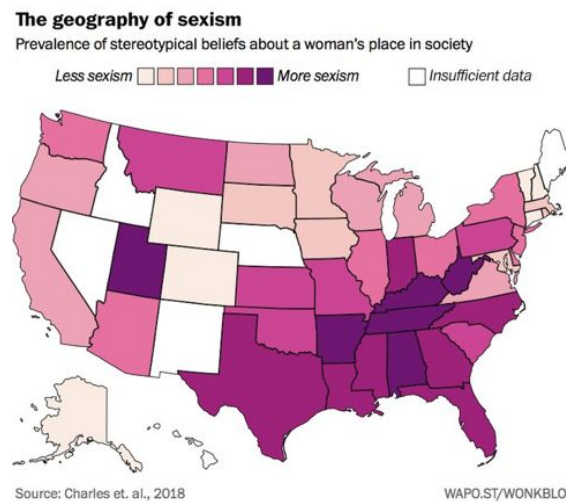 The geography of sexism
Prevalence of stereotypical beliefs about a woman's place in society
Less sexism More sexism Insufficient data
Source: Charles et. al., 2018 WAPO.ST/WONKBLO